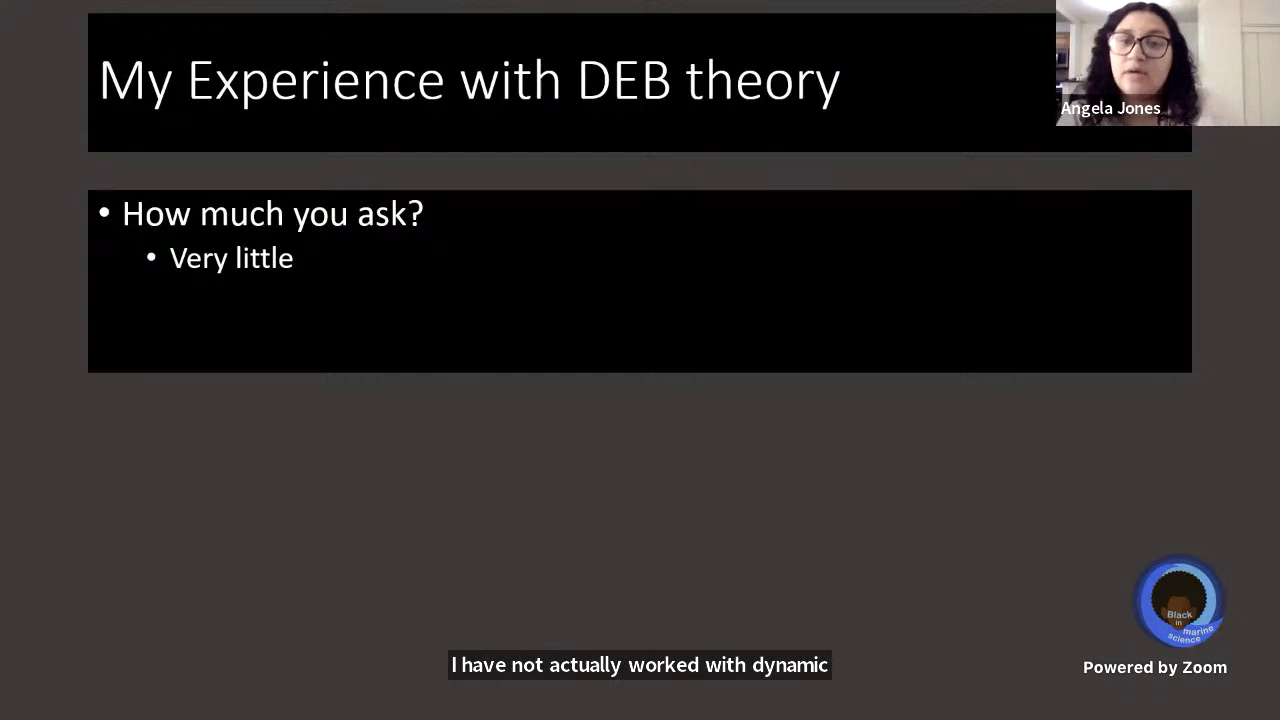 My Experience with DEB theory
Angela Jones
• How much you ask?
• Very little
Black
in
marine
science
Powered by Zoom
I have not actually worked with dynamic